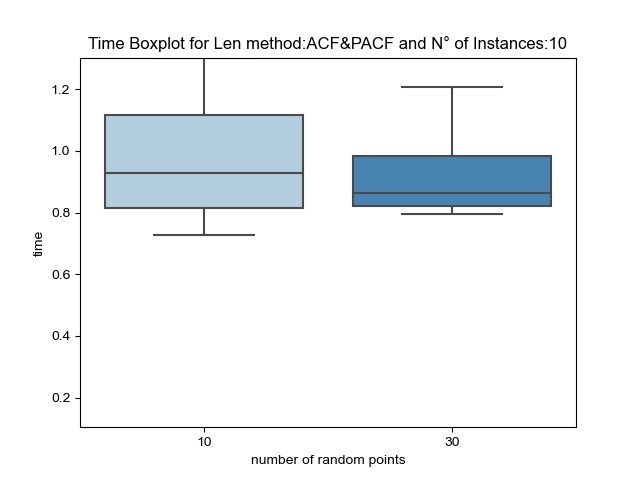 Time Boxplot for Len method:ACF&PACF and N° of Instances:10
1.2
1.0
0.8
0.6
0.4
0.2
time
10
30
number of random points